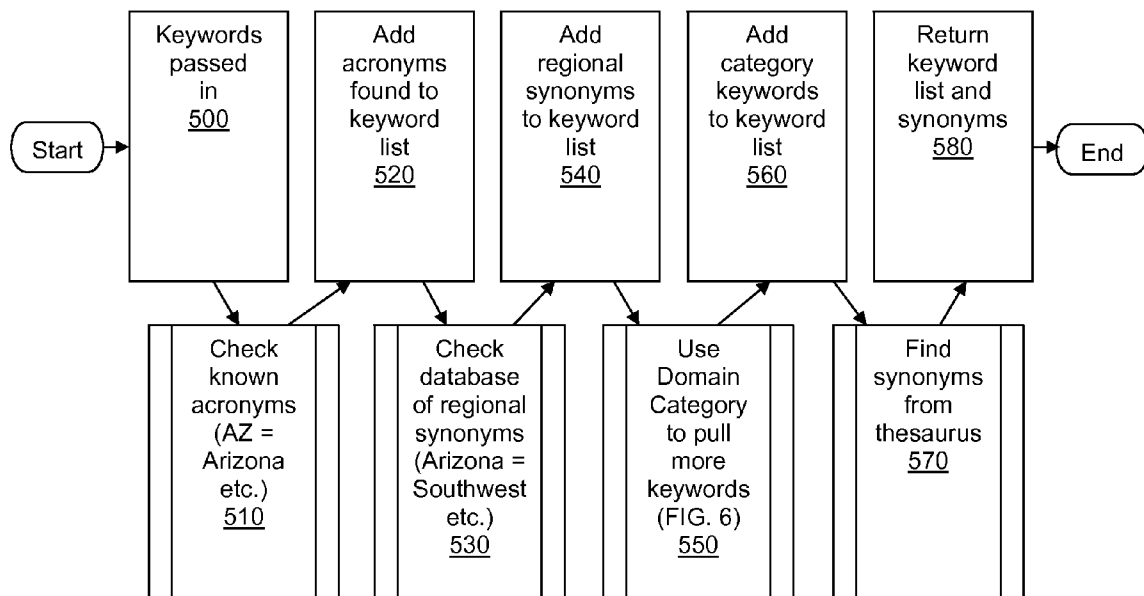 Start
Keywords
passed
in
500
Check
known
acronyms
(AZ =
Arizona
etc.)
510
Add
acronyms
found to
keyword
list
520
Check
database
of regional
synonyms
(Arizona =
Southwest
etc.)
530
Add
regional
synonyms
to keyword
list
540
Use
Domain
Category
to pull
more
keywords
(FIG. 6)
550
Add
category
keywords
to keyword
list
560
Find
synonyms
from
thesaurus
570
Return
keyword
list and
synonyms
580
End